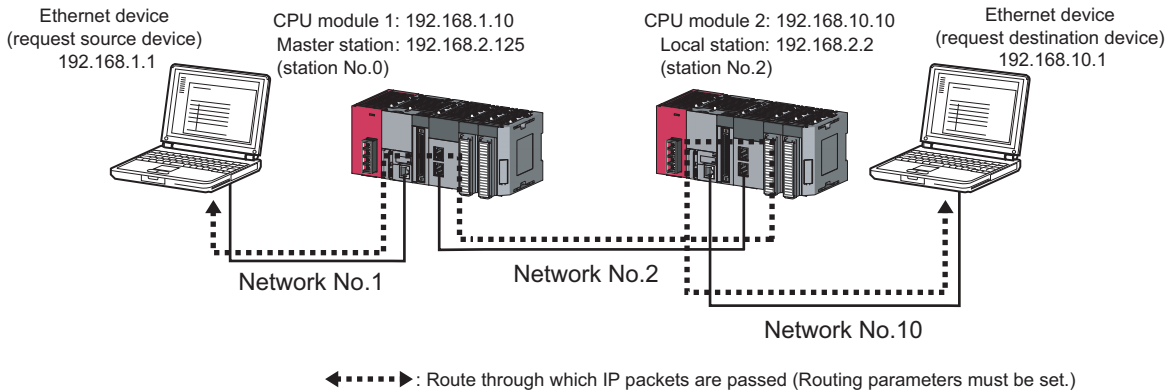 Ethernet device
(request source device)
192.168.1.1
CPU module 1: 192.168.1.10
Master station: 192.168.2.125
(station No.0)
CPU module 2: 192.168.10.10
Local station: 192.168.2.2
(station No.2)
Ethernet device
(request destination device)
192.168.10.1
Network No.1
Network No.2
Network No.10
: Route through which IP packets are passed (Routing parameters must be set.)